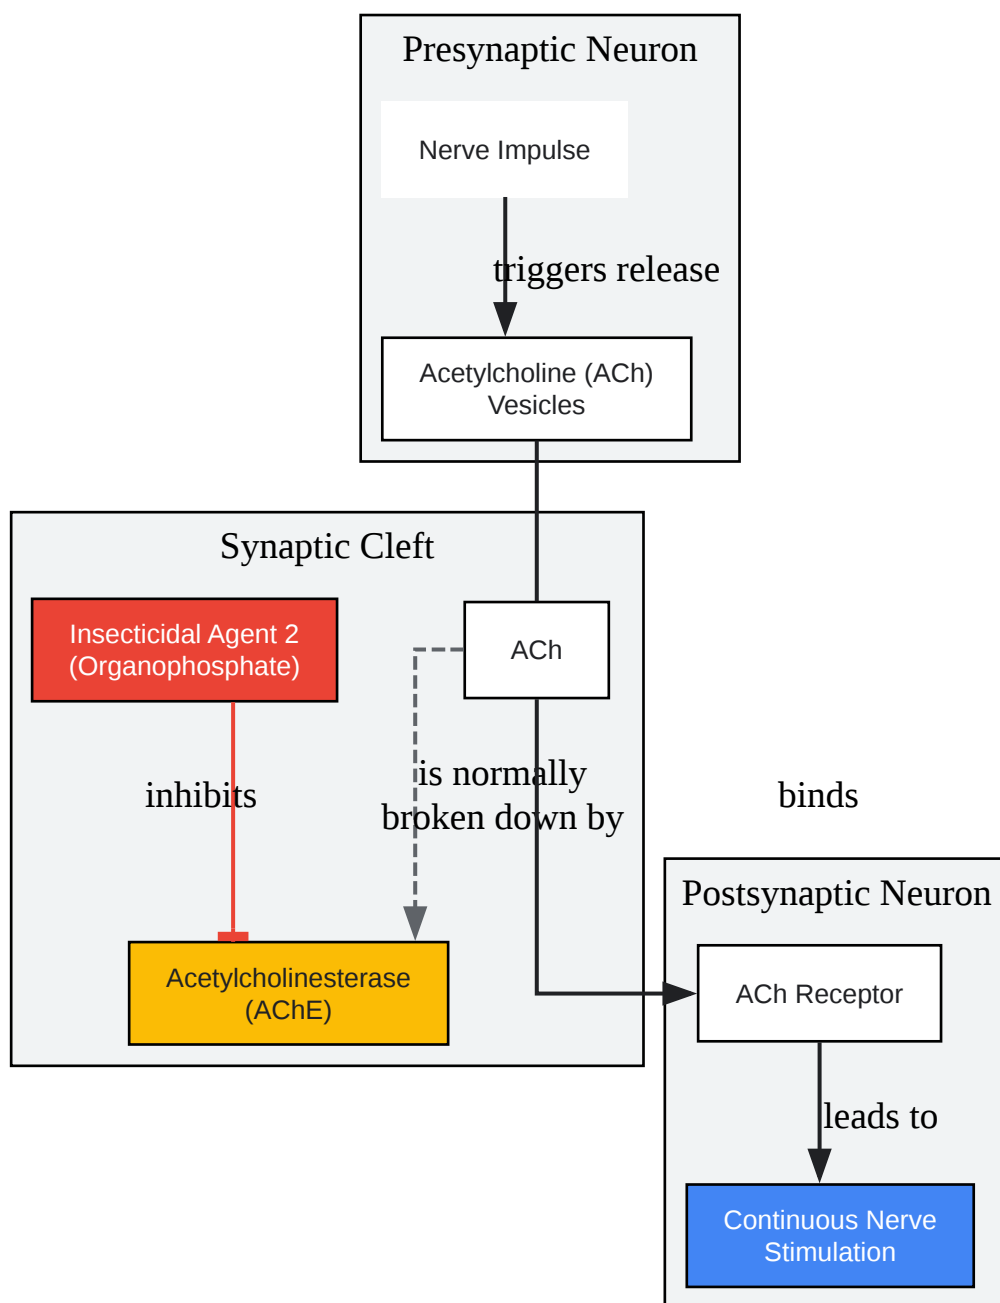 Presynaptic Neuron
Nerve Impulse
triggers release
Acetylcholine (ACh)
Vesicles
Synaptic Cleft
Insecticidal Agent 2
(Organophosphate)
ACh
inhibits
is normally
broken down by
binds
Acetylcholinesterase
(AChE)
Postsynaptic Neuron
ACh Receptor
leads to
Continuous Nerve
Stimulation